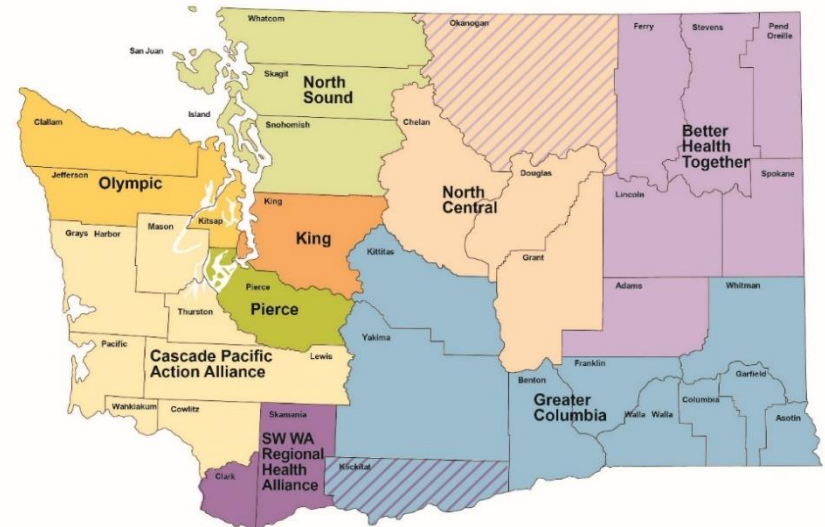 Whatcom
Okanogan
Ferry
Stevens
Pend
Oreille
San Juan
Skagit
North
Sound
Island
Clallam
Snohomish
Chelan
Better
Health
Together
Jefferson
Olympic
Douglas
Spokane
North
Central
Lincoln
King
Kitsap
Mason
Grays Harbor
King
Kittitas
Grant
Pierce
Pierce
Adams
Whitman
Thurston
Yakima
Pacific
Lewis
Cascade Pacific
Action Alliance
Franklin
Benton
Garfield
Greater
Columbia
Columbia
Walla Walla
Asotin
Wahkiakum
Cowlitz
Skamania
SW WA
Regional
Health
Alliance
Clark
Klickitat